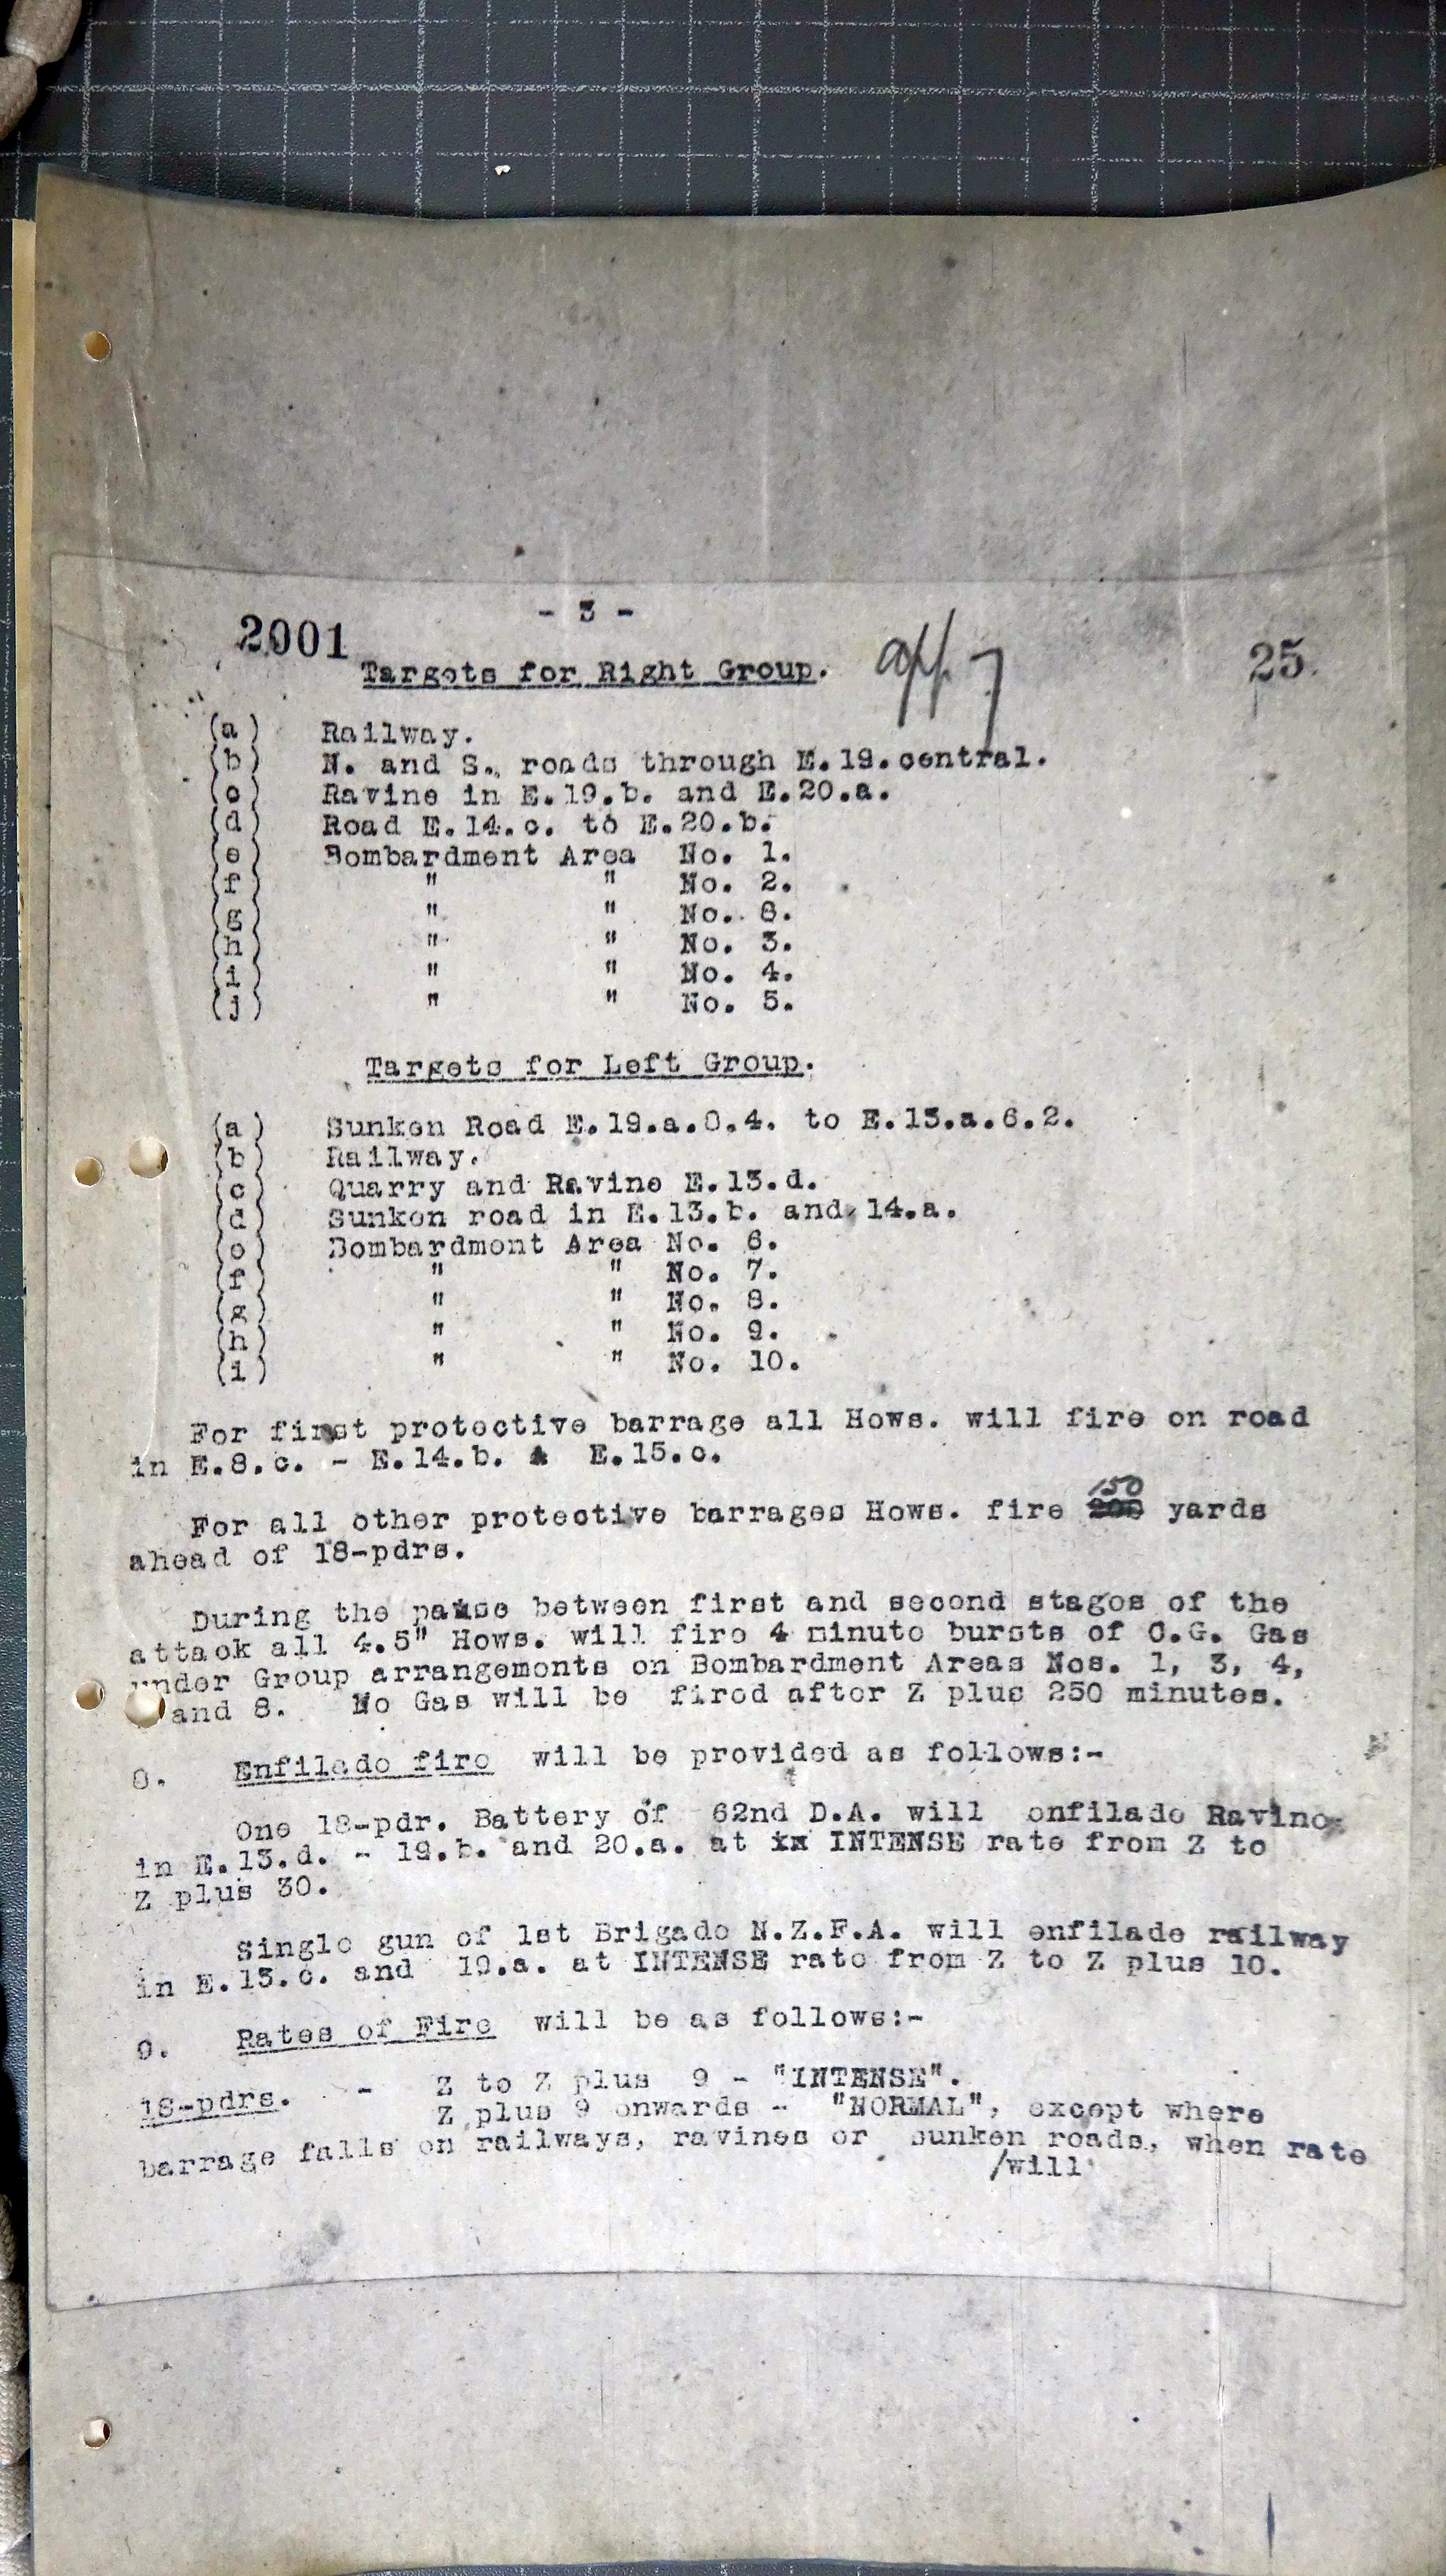 - 3 -
2001
25.
app 7
Targets for Right Group.
(a) Railway.
(b) N. and S. roads through E.19.central.
(c) Ravine in E.19.b. and E.20.a.
(d) Road E.14.c. to E.20.b.
(e) Bombardment Area No. 1.
(f) " " No. 2.
(g) " " No. 8.
(h) " " No. 3.
(i) " " No. 4.
(j) " " No. 5.
Targets for Left Group.
(a) Sunken Road E.19.a.0.4. to E.13.a.6.2.
(b) Railway.
(c) Quarry and Ravine E.13.d.
(d) Sunken road in E.13.b. and 14.a.
(e) Bombardment Area No. 6.
(f) " " No. 7.
(g) " " No. 8.
(h) " " No. 9.
(i) " " No. 10.
For first protective barrage all Hows. will fire on road
in E.8.c. - E.14.b. & E.15.c.
150
For all other protective barrages Hows. fire 200 yards
ahead of 18-pdrs.
During the pause between first and second stages of the
attack all 4.5" Hows. will fire 4 minute bursts of C.G. Gas
under Group arrangements on Bombardment Areas Nos. 1, 3, 4,
and 8. No Gas will be fired after Z plus 250 minutes.
8. Enfilade fire will be provided as follows:-
One 18-pdr. Battery of 62nd D.A. will enfilade Ravine
in E.13.d. - 19.b. and 20.a. at xx INTENSE rate from Z to
Z plus 30.
Single gun of 1st Brigade N.Z.F.A. will enfilade railway
in E.13.c. and 19.a. at INTENSE rate from Z to Z plus 10.
9. Rates of Fire will be as follows:-
18-pdrs. - Z to Z plus 9 - "INTENSE".
Z plus 9 onwards - "NORMAL", except where
barrage falls on railways, ravines or sunken roads, when rate
/will